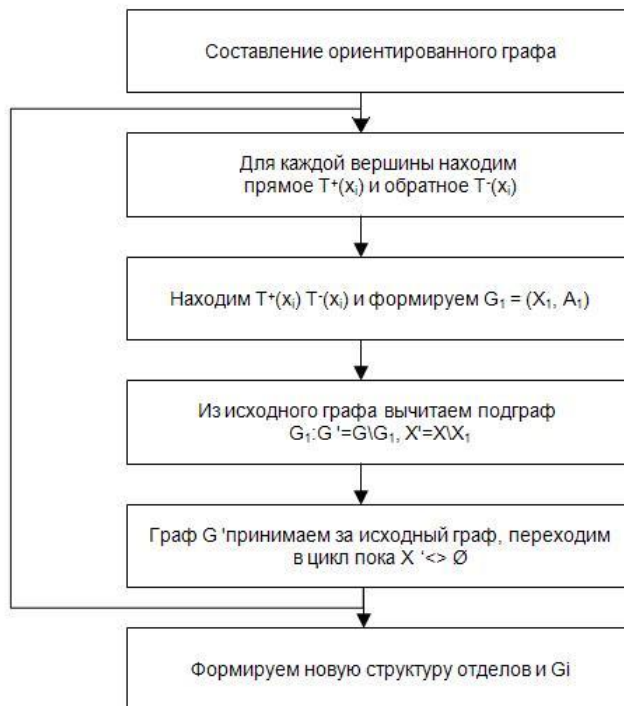 Составление ориентированного графа
Для каждой вершины находим
прямое T⁺(xᵢ) и обратное T⁻(xᵢ)
Находим T⁺(xᵢ) T⁻(xᵢ) и формируем G₁ = (X₁, A₁)
Из исходного графа вычитаем подграф
G₁:G '=G\G₁, X'=X\X₁
Граф G 'принимаем за исходный граф, переходим
в цикл пока X ‘<> Ø
Формируем новую структуру отделов и Gi